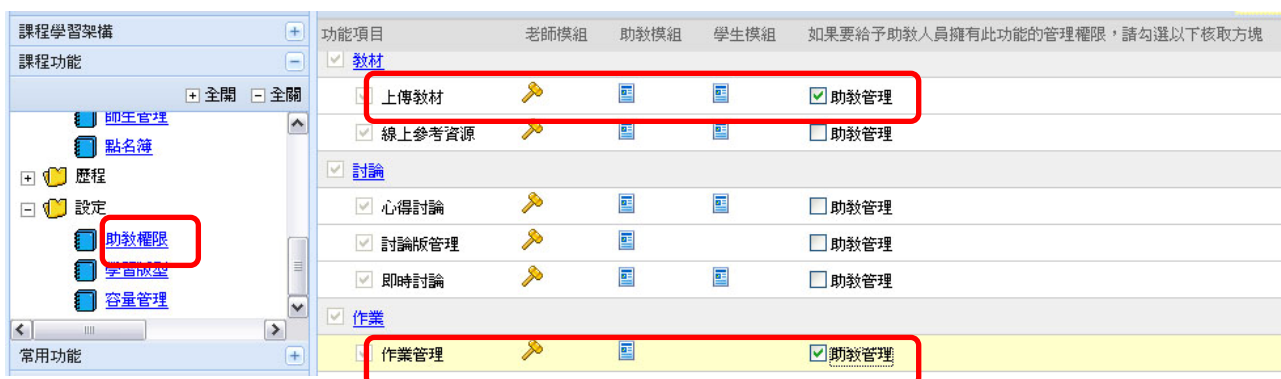 課程學習架構
課程功能
全開 全關
師生管理
點名簿
歷程
設定
助教權限
學習版型
容量管理
常用功能
功能項目 老師模組 助教模組 學生模組 如果要給予助教人員擁有此功能的管理權限，請勾選以下核取方塊
教材
上傳教材 助教管理
線上參考資源 助教管理
討論
心得討論 助教管理
討論版管理 助教管理
即時討論 助教管理
作業
作業管理 助教管理